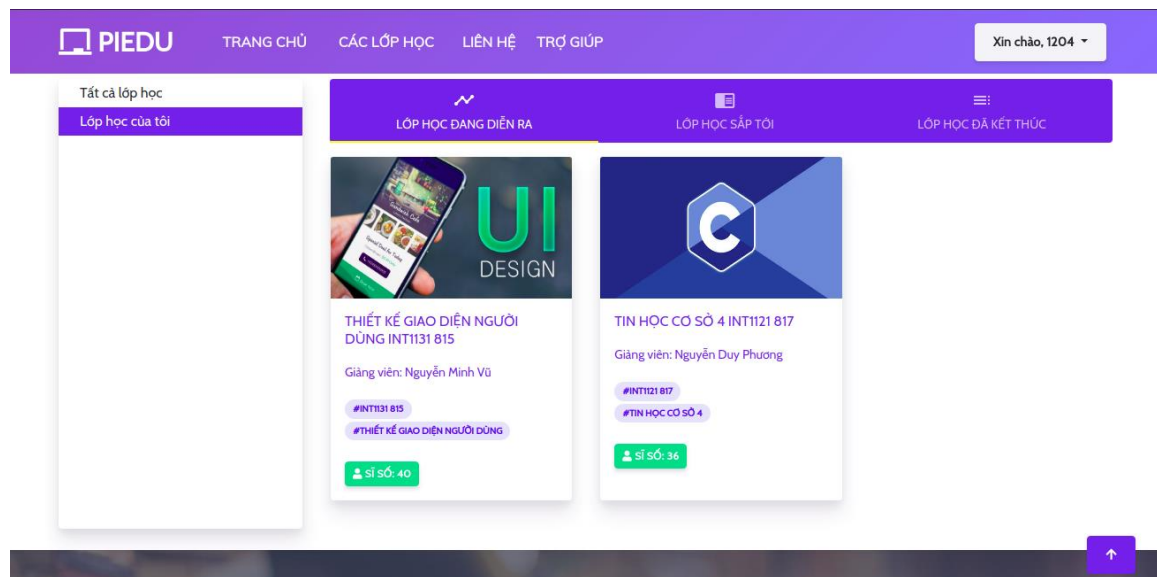 PIEDU
TRANG CHỦ
CÁC LỚP HỌC
LIÊN HỆ
TRỢ GIÚP
Xin chào, 1204
Tất cả lớp học
Lớp học của tôi
LỚP HỌC ĐANG DIỄN RA
LỚP HỌC SẮP TỚI
LỚP HỌC ĐÃ KẾT THÚC
UI
DESIGN
THIẾT KẾ GIAO DIỆN NGƯỜI
DÙNG INT1131 815
Giảng viên: Nguyễn Minh Vũ
#INT1131 815
#THIẾT KẾ GIAO DIỆN NGƯỜI DÙNG
SĨ SỐ: 40
C
TIN HỌC CƠ SỞ 4 INT1121 817
Giảng viên: Nguyễn Duy Phương
#INT1121 817
#TIN HỌC CƠ SỞ 4
SĨ SỐ: 36